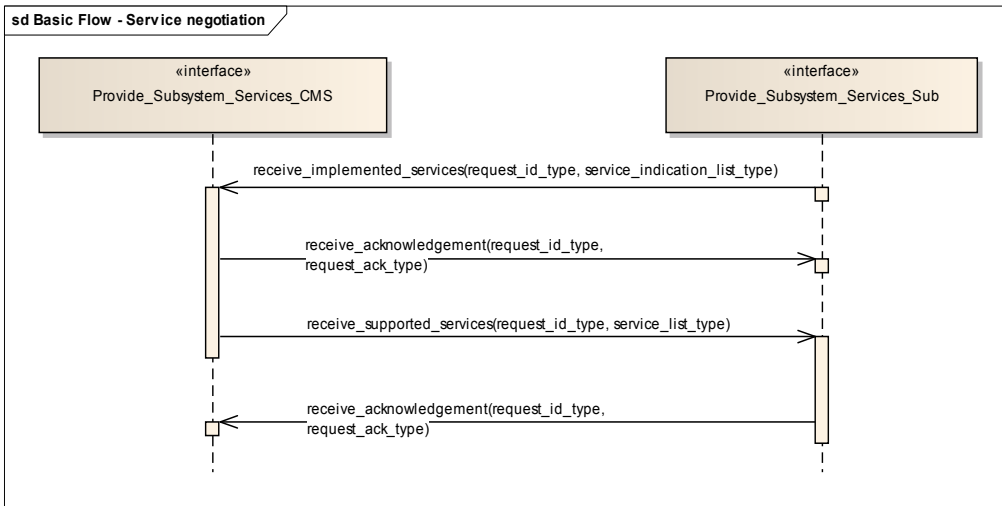 sd Basic Flow - Service negotiation
«interface»
Provide_Subsystem_Services_CMS
«interface»
Provide_Subsystem_Services_Sub
receive_implemented_services(request_id_type, service_indication_list_type)
receive_acknowledgement(request_id_type,
request_ack_type)
receive_supported_services(request_id_type, service_list_type)
receive_acknowledgement(request_id_type,
request_ack_type)